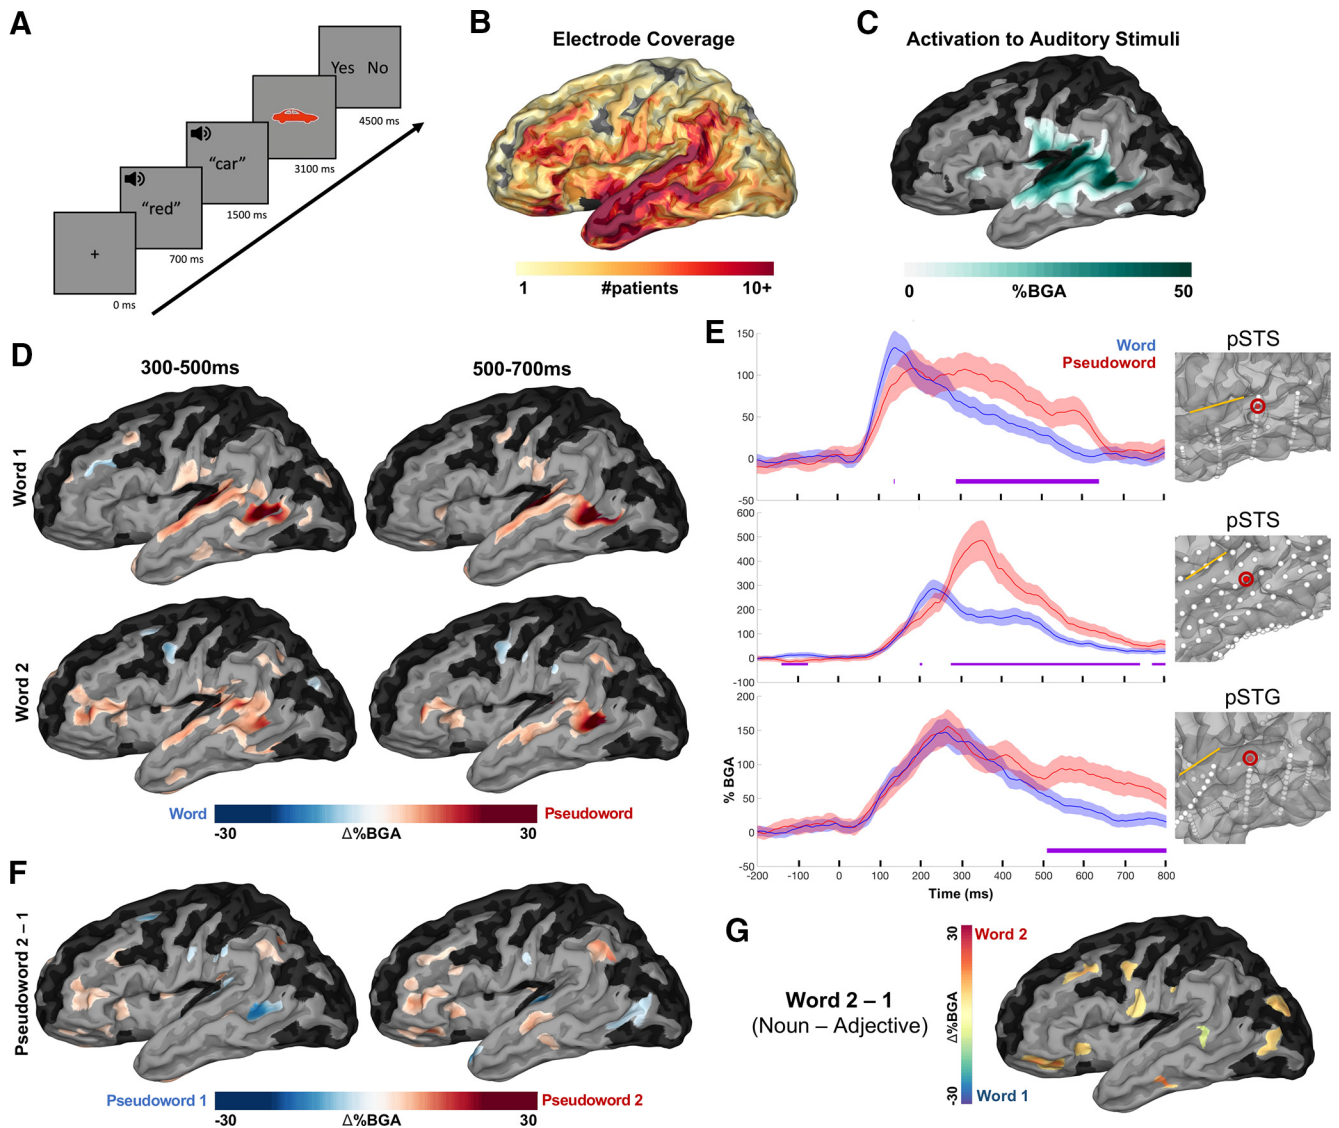 A
+
0 ms
"red"
700 ms
"car"
1500 ms
3100 ms
Yes No
4500 ms
B
Electrode Coverage
1 #patients 10+
C
Activation to Auditory Stimuli
0 %BGA 50
D
300-500ms 500-700ms
Word 1
Word 2
Word Pseudoword
-30 Δ%BGA 30
E
Word
Pseudoword
pSTS
150
100
50
0
-50
pSTS
600
500
400
300
200
100
0
-100
pSTG
200
150
100
50
0
-50
% BGA
-200 -100 0 100 200 300 400 500 600 700 800
Time (ms)
F
Pseudoword 2 – 1
Pseudoword 1 Pseudoword 2
-30 Δ%BGA 30
G
Word 2 – 1
(Noun – Adjective)
30 Word 2
Δ%BGA
-30 Word 1